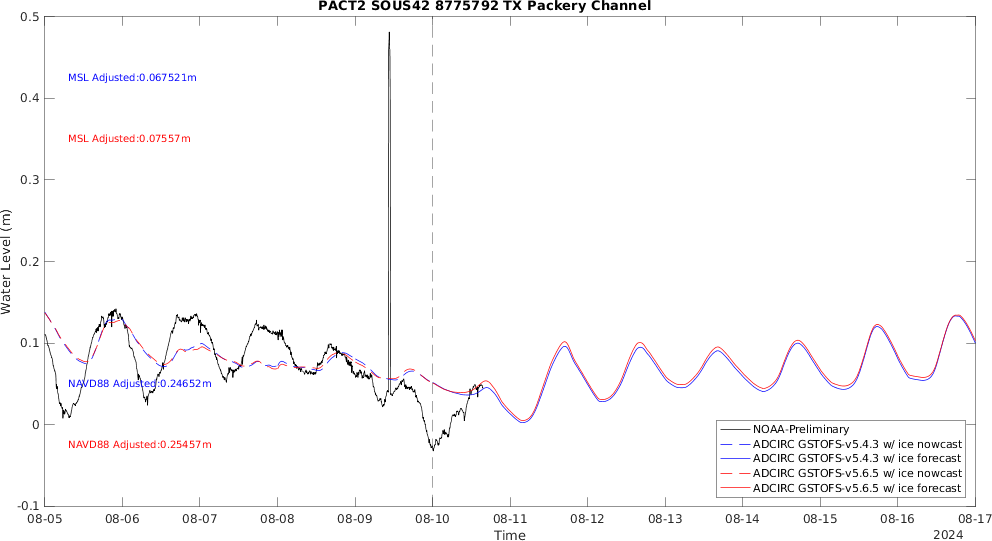 PACT2 SOUS42 8775792 TX Packery Channel
0.5
0.4
0.3
0.2
0.1
0
-0.1
Water Level (m)
MSL Adjusted:0.067521m
MSL Adjusted:0.07557m
NAVD88 Adjusted:0.24652m
NAVD88 Adjusted:0.25457m
NOAA-Preliminary
ADCIRC GSTOFS-v5.4.3 w/ ice nowcast
ADCIRC GSTOFS-v5.4.3 w/ ice forecast
ADCIRC GSTOFS-v5.6.5 w/ ice nowcast
ADCIRC GSTOFS-v5.6.5 w/ ice forecast
08-05 08-06 08-07 08-08 08-09 08-10 08-11 08-12 08-13 08-14 08-15 08-16 08-17
Time
2024